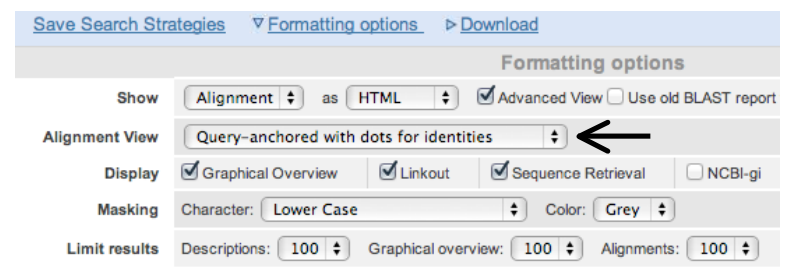 Save Search Strategies Formatting options Download
Formatting options
Show Alignment as HTML Advanced View Use old BLAST report
Alignment View Query-anchored with dots for identities
Display Graphical Overview Linkout Sequence Retrieval NCBI-gi
Masking Character: Lower Case Color: Grey
Limit results Descriptions: 100 Graphical overview: 100 Alignments: 100